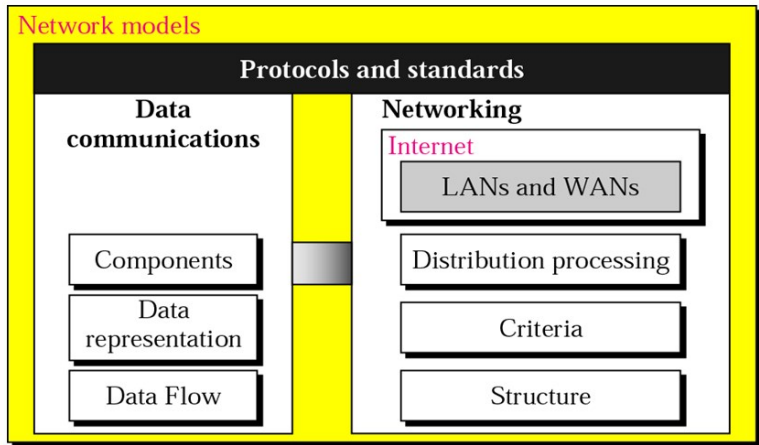 Network models
Protocols and standards
Data
communications
Components
Data
representation
Data Flow
Networking
Internet
LANs and WANs
Distribution processing
Criteria
Structure